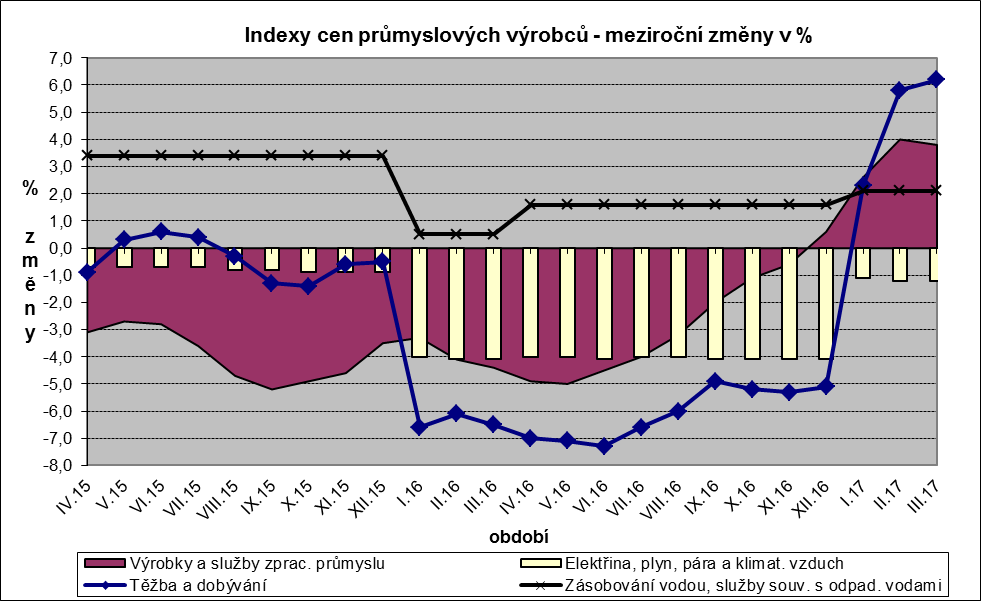 Indexy cen průmyslových výrobců - meziroční změny v %
7,0
6,0
5,0
4,0
3,0
2,0
1,0
0,0
-1,0
-2,0
-3,0
-4,0
-5,0
-6,0
-7,0
-8,0
% změny
IV.15
V.15
VI.15
VII.15
VIII.15
IX.15
X.15
XI.15
XII.15
I.16
II.16
III.16
IV.16
V.16
VI.16
VII.16
VIII.16
IX.16
X.16
XI.16
XII.16
I.17
II.17
III.17
období
Výrobky a služby zprac. průmyslu
Elektřina, plyn, pára a klimat. vzduch
Těžba a dobývání
Zásobování vodou, služby souv. s odpad. vodami